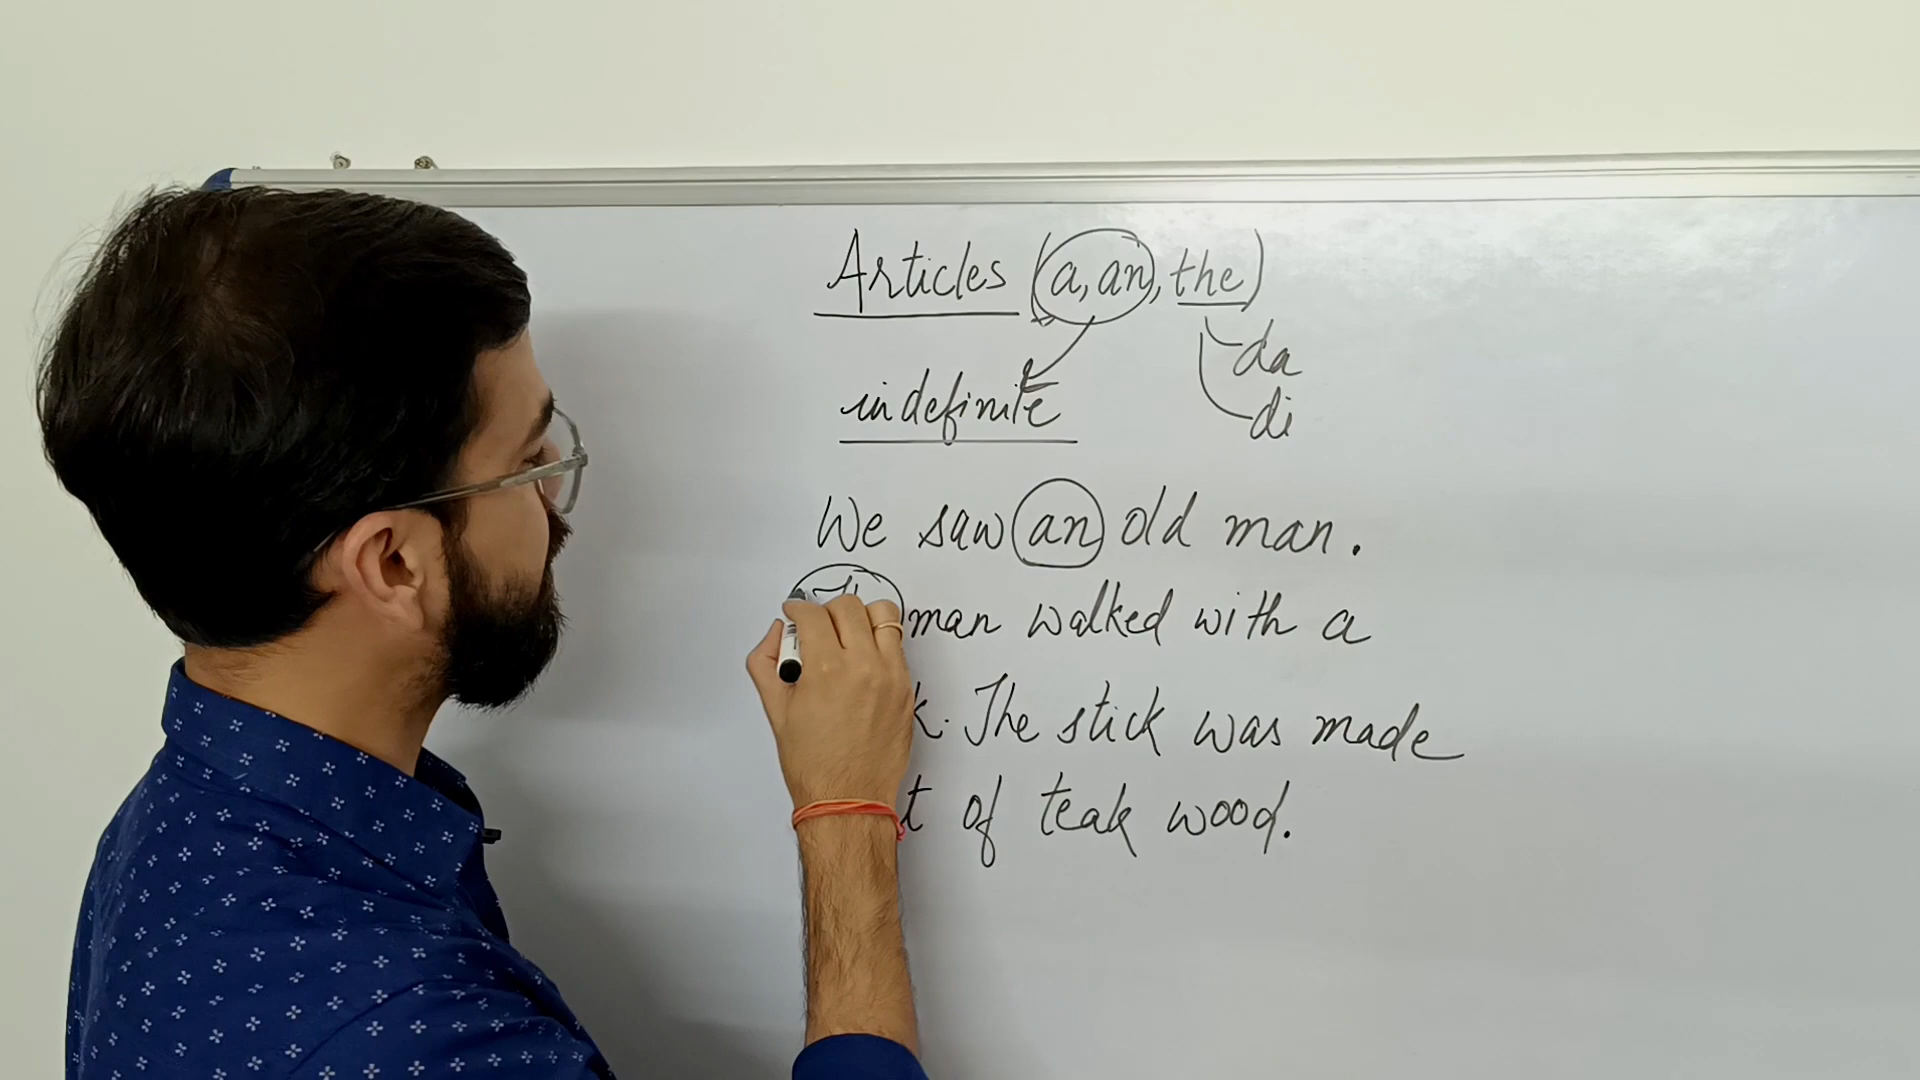 Articles (a, an, the)
da
indefinite
di
We saw an old man.
man walked with a
k. The stick was made
t of teak wood.